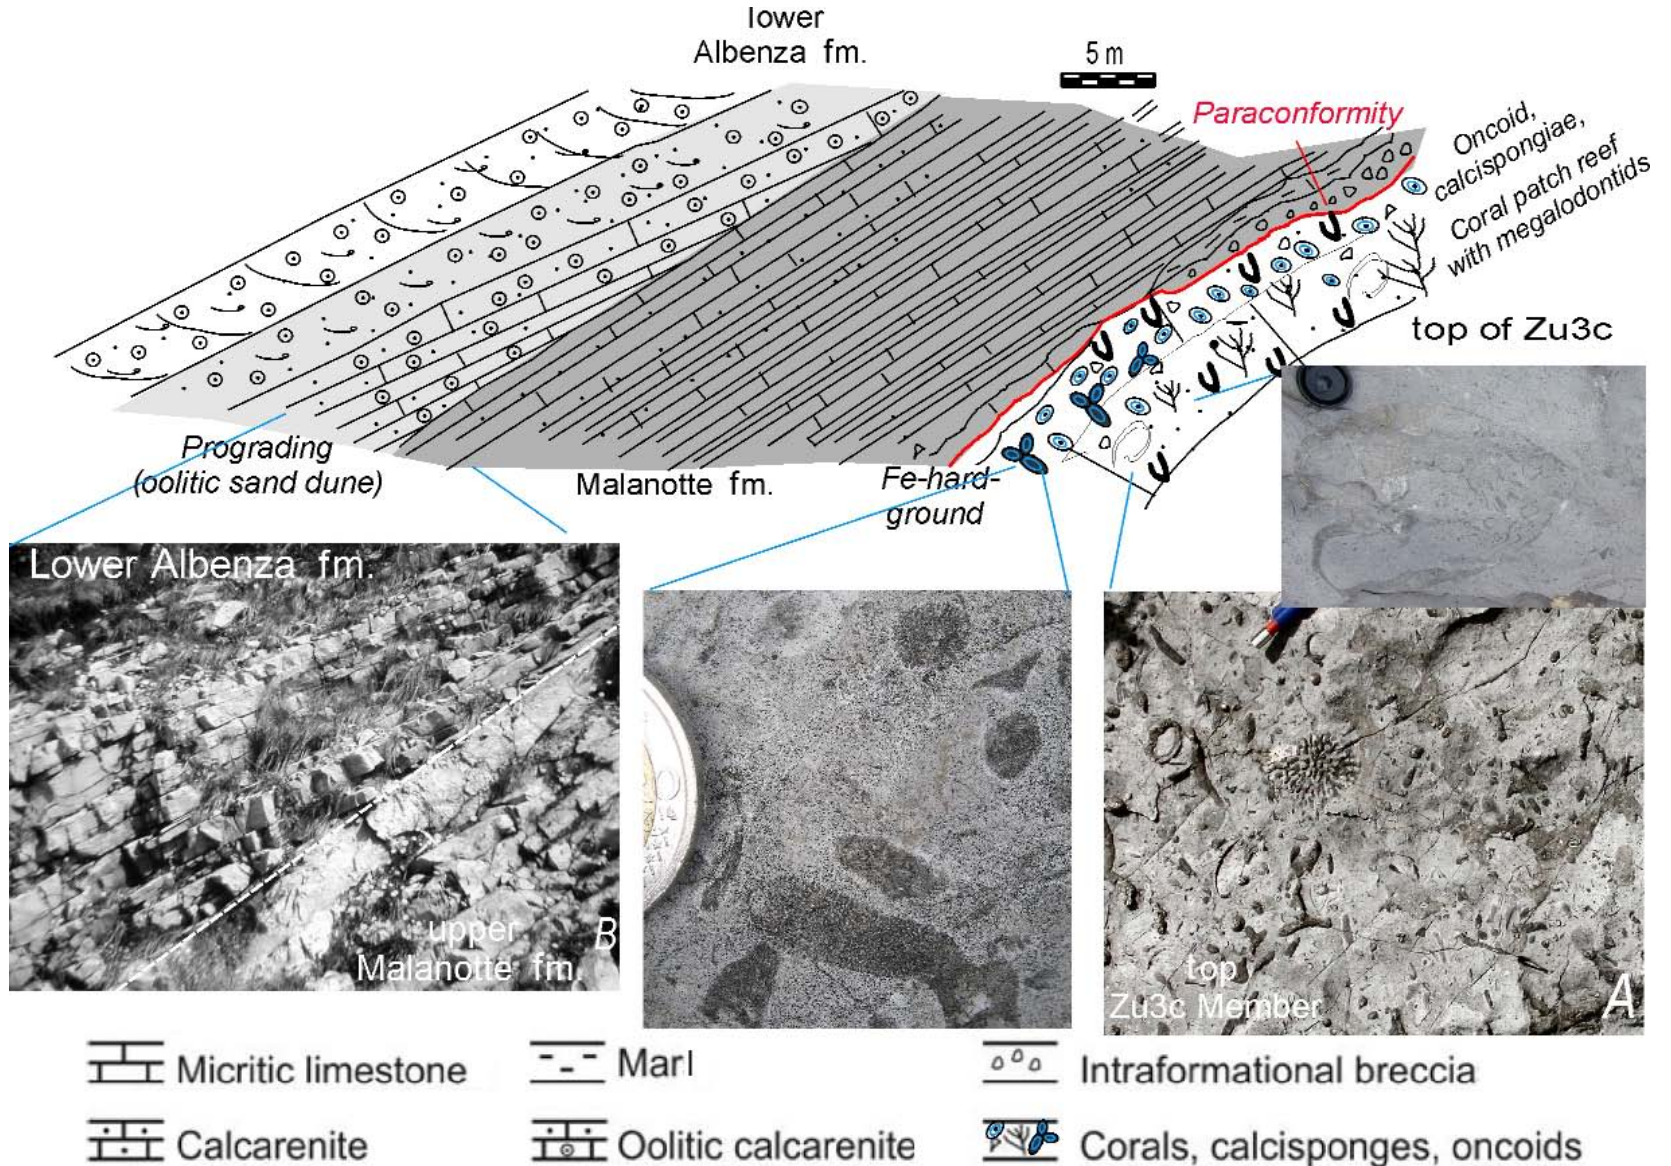 lower
Albenza fm.
5 m
Paraconformity
Oncoid,
calcispongiae,
Coral patch reef
with megalodontids
top of Zu3c
Prograding
(oolitic sand dune)
Malanotte fm.
Fe-hard-
ground
Lower Albenza fm.
upper
Malanotte fm.
B
top
Zu3c Member
A
Micritic limestone
Marl
Intraformational breccia
Calcarenite
Oolitic calcarenite
Corals, calcisponges, oncoids